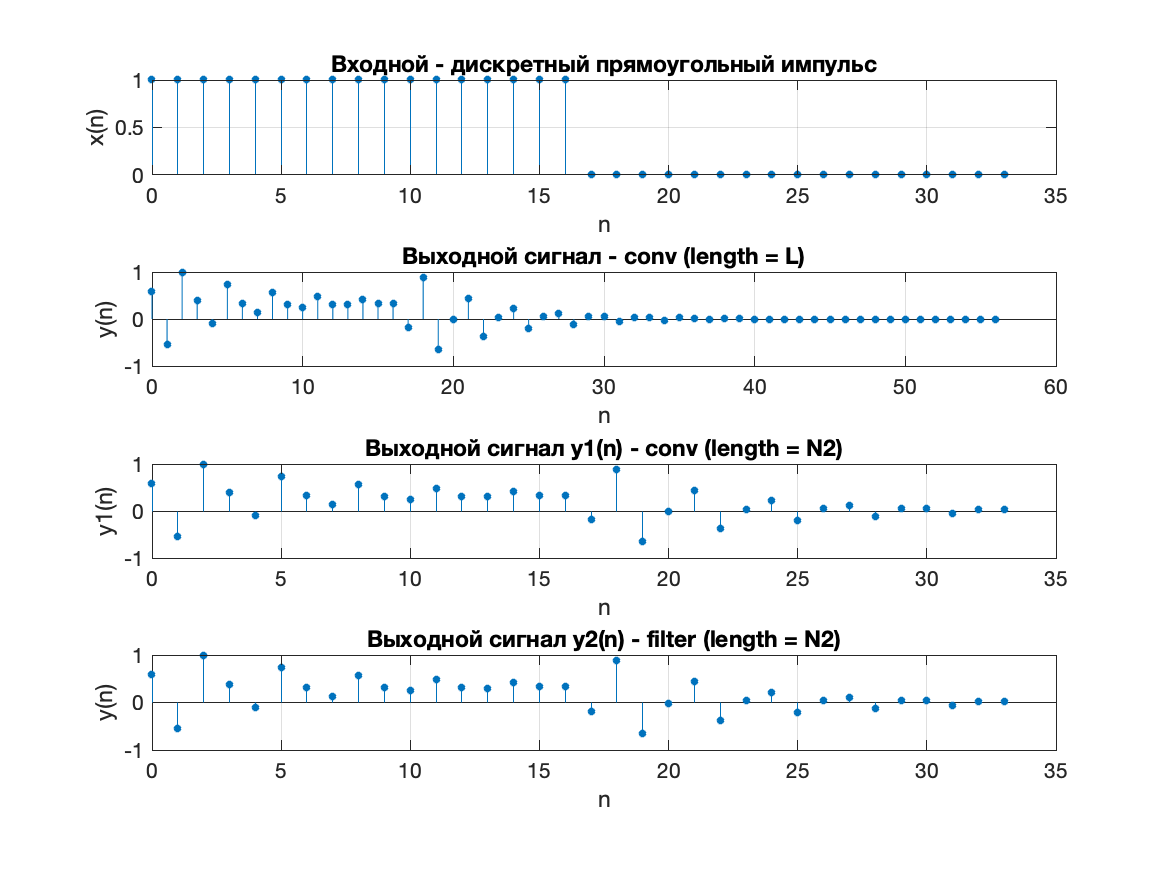 Входной - дискретный прямоугольный импульс
1
0.5
0
x(n)
0 5 10 15 20 25 30 35
n
Выходной сигнал - conv (length = L)
1
0
-1
y(n)
0 10 20 30 40 50 60
n
Выходной сигнал y1(n) - conv (length = N2)
1
0
-1
y1(n)
0 5 10 15 20 25 30 35
n
Выходной сигнал y2(n) - filter (length = N2)
1
0
-1
y(n)
0 5 10 15 20 25 30 35
n